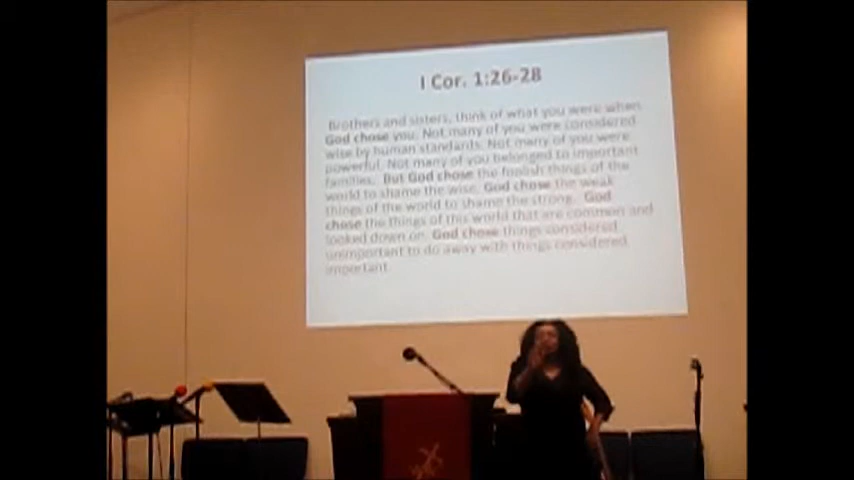 I Cor. 1:26-28
Brothers and sisters, think of what you were when
God chose you. Not many of you were considered
wise by human standards. Not many of you were
powerful. Not many of you belonged to important
families. But God chose the foolish things of the
world to shame the wise. God chose the weak
things of the world to shame the strong. God
chose the things of this world that are common and
looked down on. God chose things considered
unimportant to do away with things considered
important.